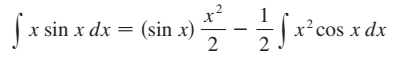 ∫ x sin x dx = (sin x) x²/2 − 1/2 ∫ x² cos x dx